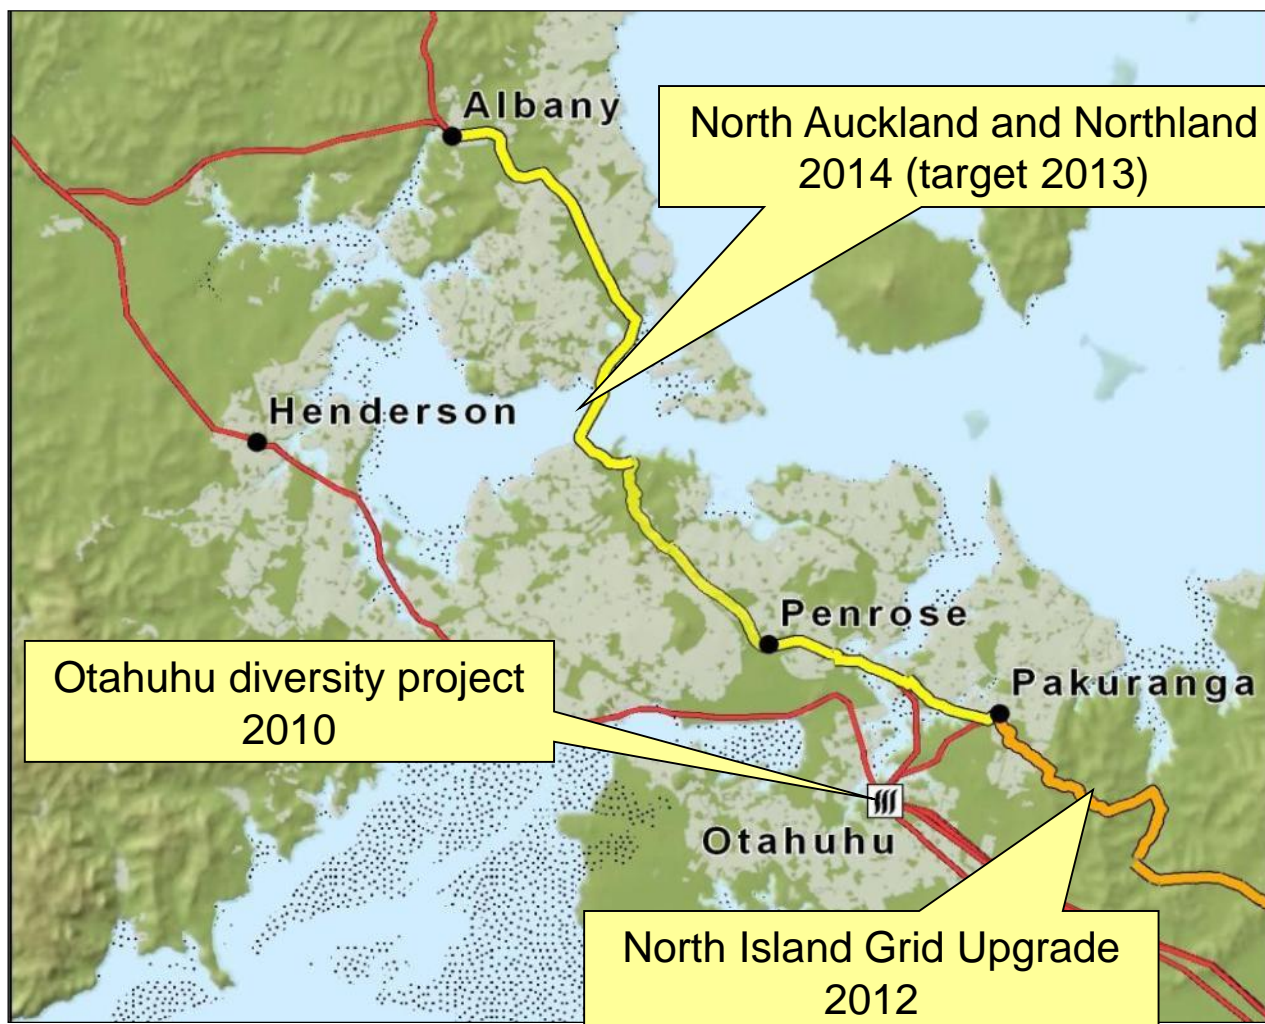 Albany
North Auckland and Northland
2014 (target 2013)
Henderson
Penrose
Otahuhu diversity project
2010
Pakuranga
Otahuhu
North Island Grid Upgrade
2012